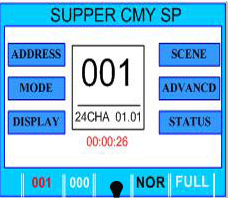 SUPPER CMY SP
ADDRESS
MODE
DISPLAY
001
24CHA 01.01
00:00:26
SCENE
ADVANCD
STATUS
001 000 NOR FULL